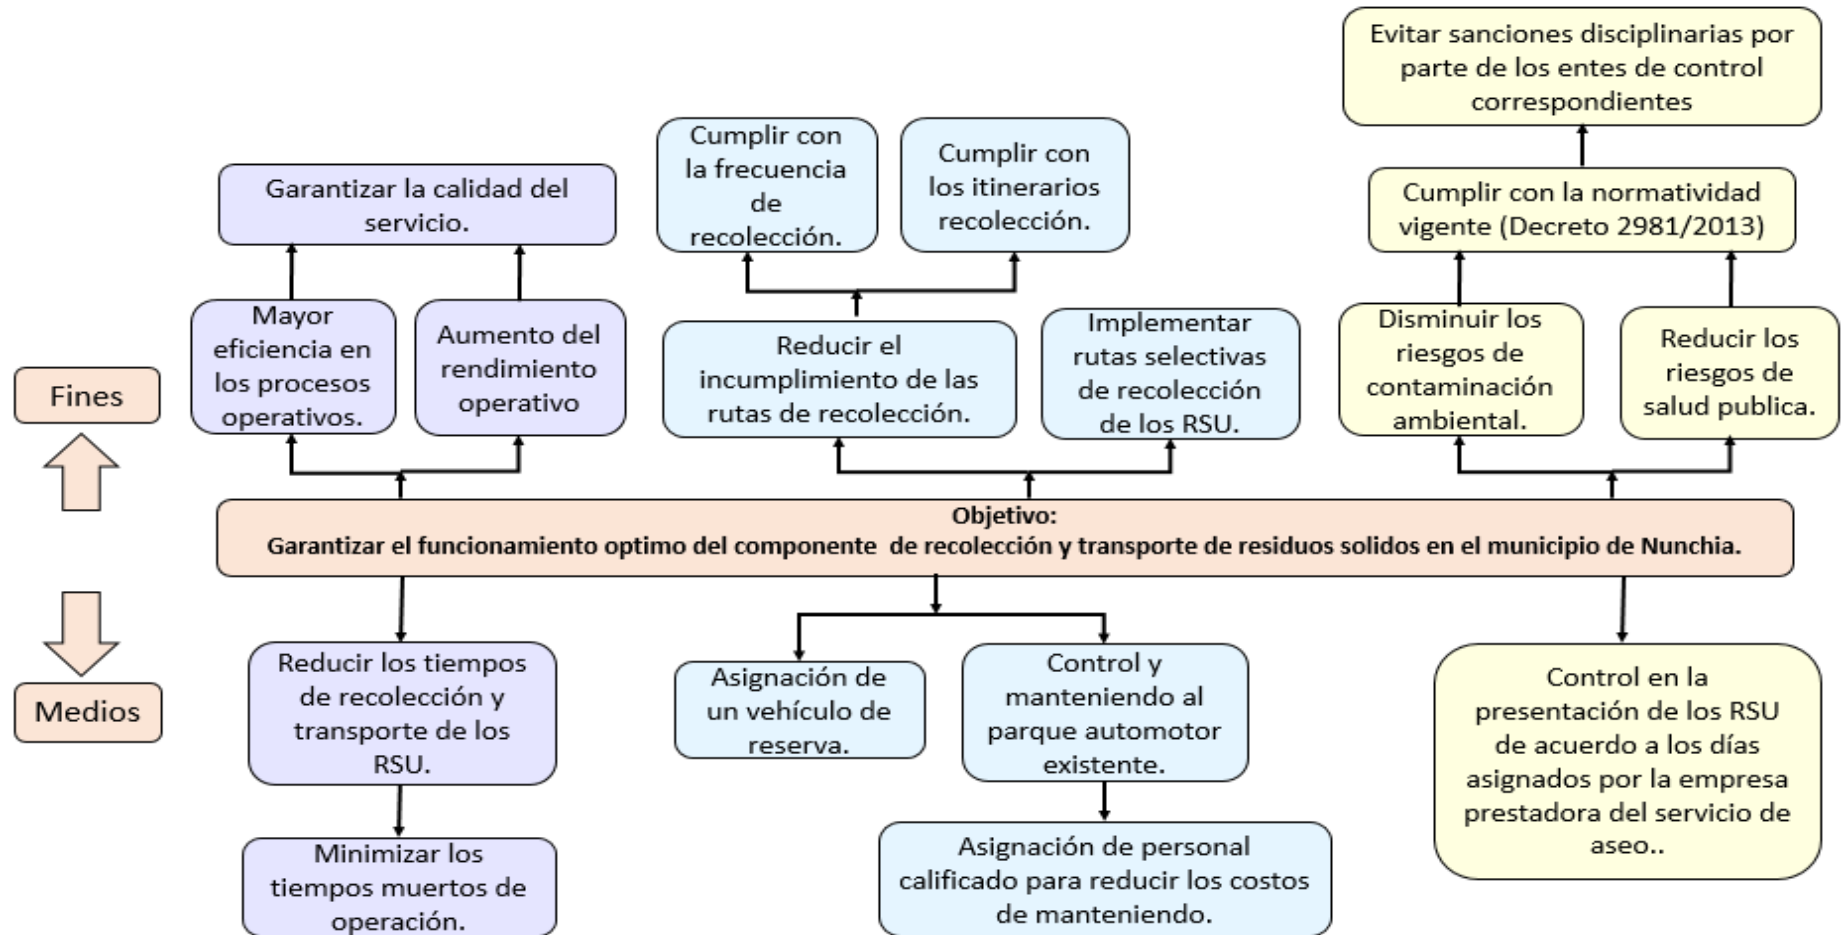 Evitar sanciones disciplinarias por
parte de los entes de control
correspondientes
Cumplir con
la frecuencia
de
recolección.
Cumplir con
los itinerarios
recolección.
Garantizar la calidad del
servicio.
Cumplir con la normatividad
vigente (Decreto 2981/2013)
Mayor
eficiencia en
los procesos
operativos.
Aumento del
rendimiento
operativo
Reducir el
incumplimiento de las
rutas de recolección.
Implementar
rutas selectivas
de recolección
de los RSU.
Disminuir los
riesgos de
contaminación
ambiental.
Reducir los
riesgos de
salud publica.
Fines
Objetivo:
Garantizar el funcionamiento optimo del componente  de recolección y transporte de residuos solidos en el municipio de Nunchia.
Medios
Reducir los tiempos
de recolección y
transporte de los
RSU.
Asignación de
un vehículo de
reserva.
Control y
manteniendo al
parque automotor
existente.
Control en la
presentación de los RSU
de acuerdo a los días
asignados por la empresa
prestadora del servicio de
aseo..
Minimizar los
tiempos muertos de
operación.
Asignación de personal
calificado para reducir los costos
de manteniendo.